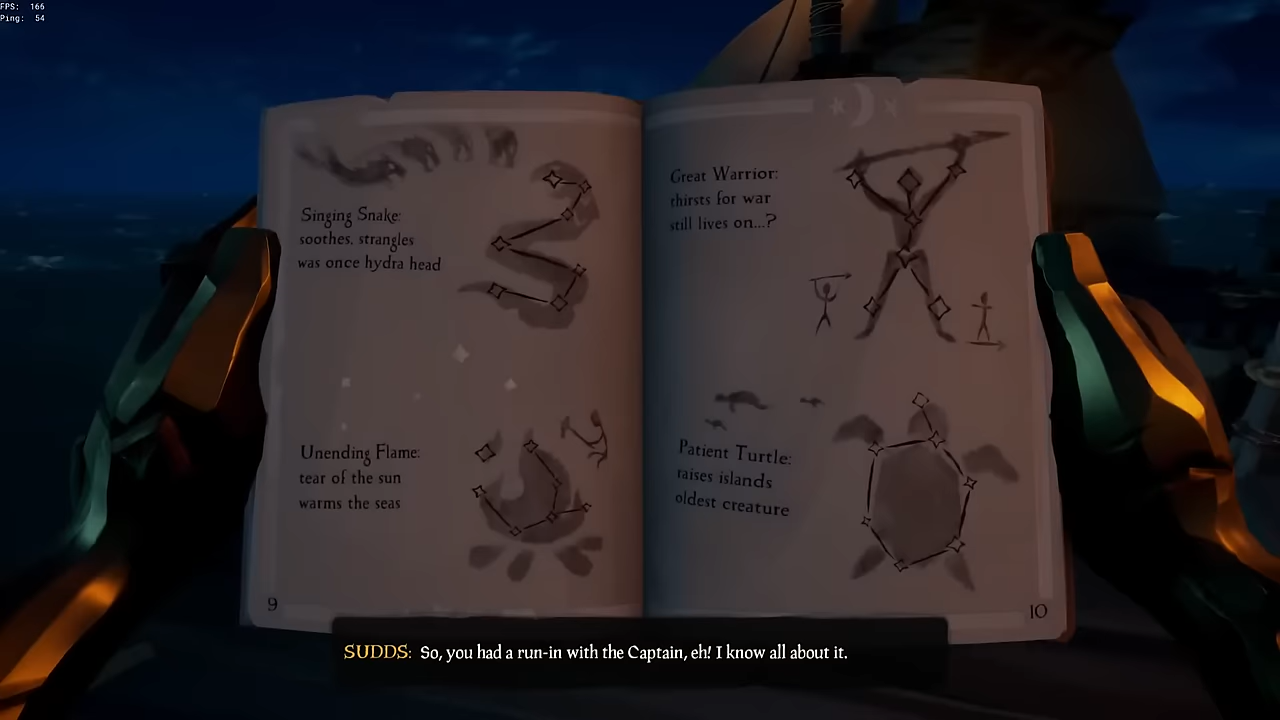 FPS: 166
Ping: 54
Singing Snake:
soothes, strangles
was once hydra head
Unending Flame:
tear of the sun
warms the seas
9
Great Warrior:
thirsts for war
still lives on...?
Patient Turtle:
raises islands
oldest creature
10
SUDDS: So, you had a run-in with the Captain, eh! I know all about it.